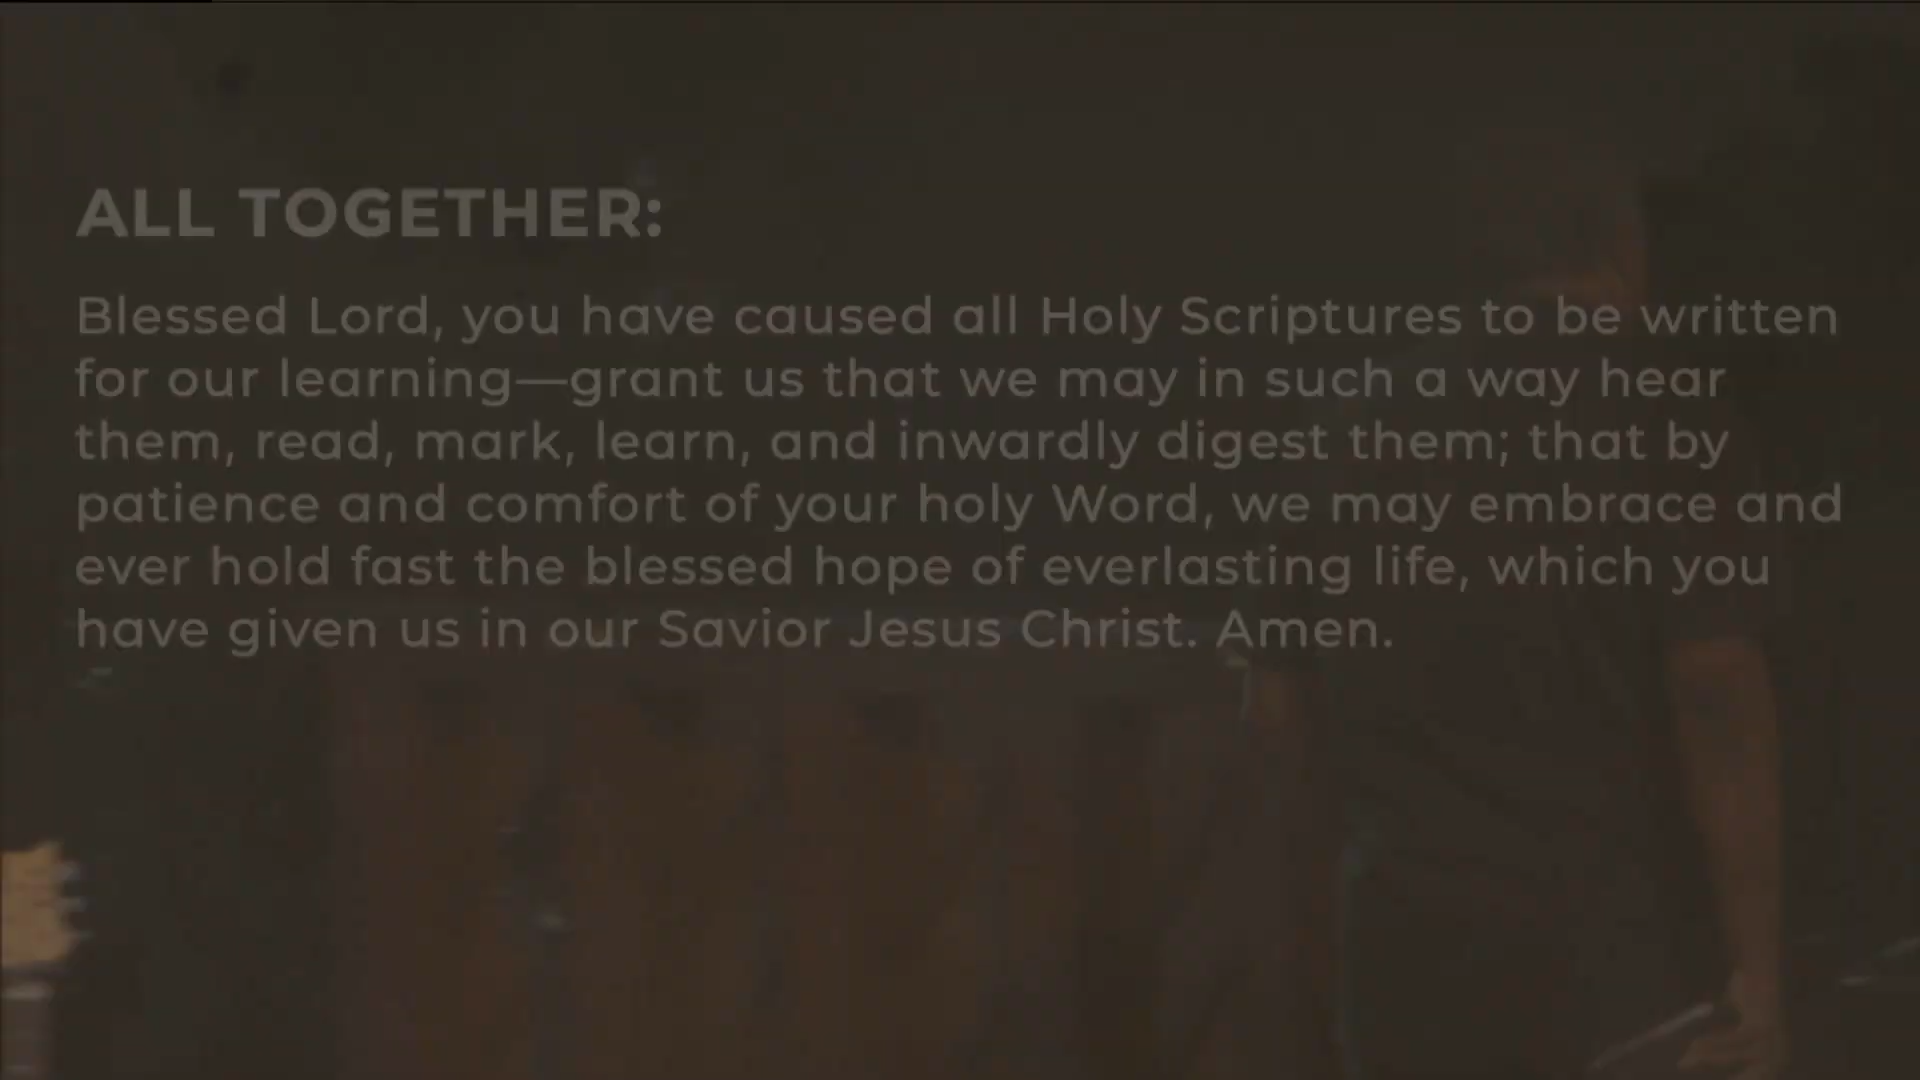 ALL TOGETHER:
Blessed Lord, you have caused all Holy Scriptures to be written
for our learning—grant us that we may in such a way hear
them, read, mark, learn, and inwardly digest them; that by
patience and comfort of your holy Word, we may embrace and
ever hold fast the blessed hope of everlasting life, which you
have given us in our Savior Jesus Christ. Amen.